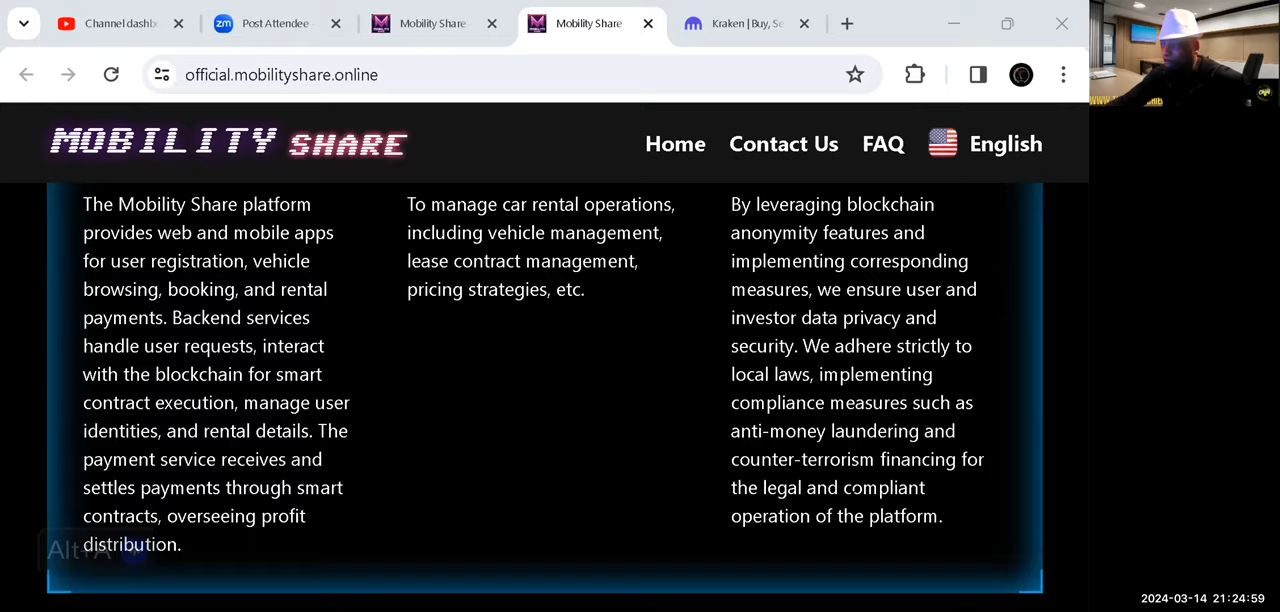 Channel dashb
zm
Post Attendee
Mobility Share
Mobility Share
Kraken | Buy, Se
official.mobilityshare.online
MOBILITY SHARE
Home
Contact Us
FAQ
English
The Mobility Share platform
provides web and mobile apps
for user registration, vehicle
browsing, booking, and rental
payments. Backend services
handle user requests, interact
with the blockchain for smart
contract execution, manage user
identities, and rental details. The
payment service receives and
settles payments through smart
contracts, overseeing profit
distribution.
To manage car rental operations,
including vehicle management,
lease contract management,
pricing strategies, etc.
By leveraging blockchain
anonymity features and
implementing corresponding
measures, we ensure user and
investor data privacy and
security. We adhere strictly to
local laws, implementing
compliance measures such as
anti-money laundering and
counter-terrorism financing for
the legal and compliant
operation of the platform.
Alt+A
2024-03-14 21:24:59